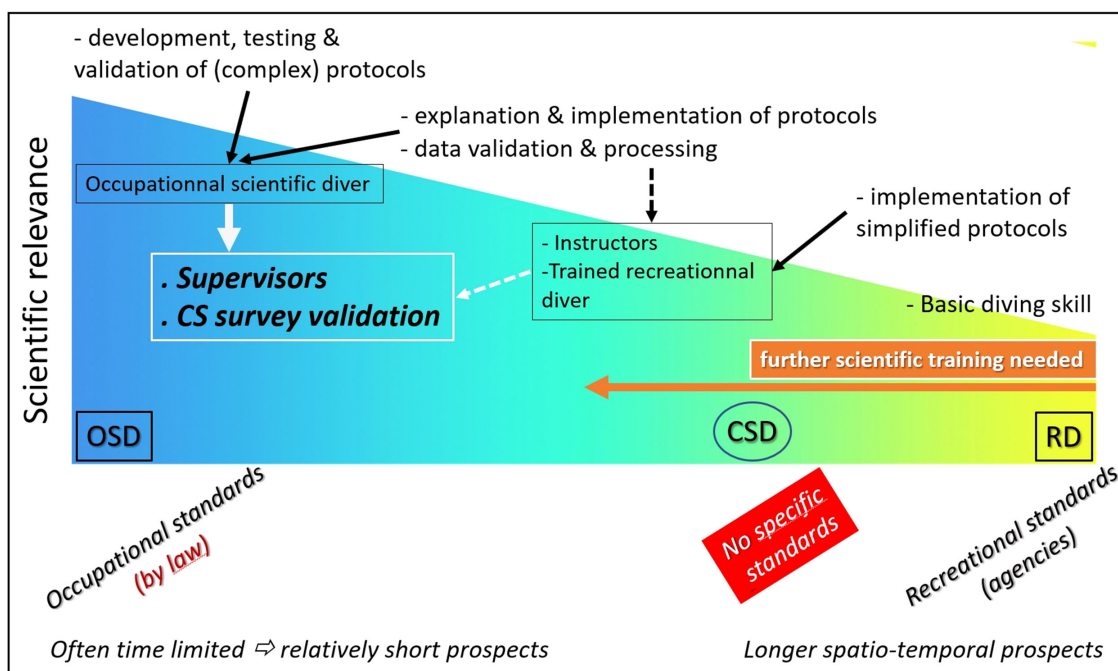 - development, testing &
validation of (complex) protocols
- explanation & implementation of protocols
- data validation & processing
Occupationnal scientific diver
- implementation of
simplified protocols
- Instructors
-Trained recreationnal
diver
. Supervisors
. CS survey validation
- Basic diving skill
further scientific training needed
Scientific relevance
OSD
CSD
RD
Occupational standards
(by law)
No specific
standards
Recreational standards
(agencies)
Often time limited ⇨ relatively short prospects
Longer spatio-temporal prospects